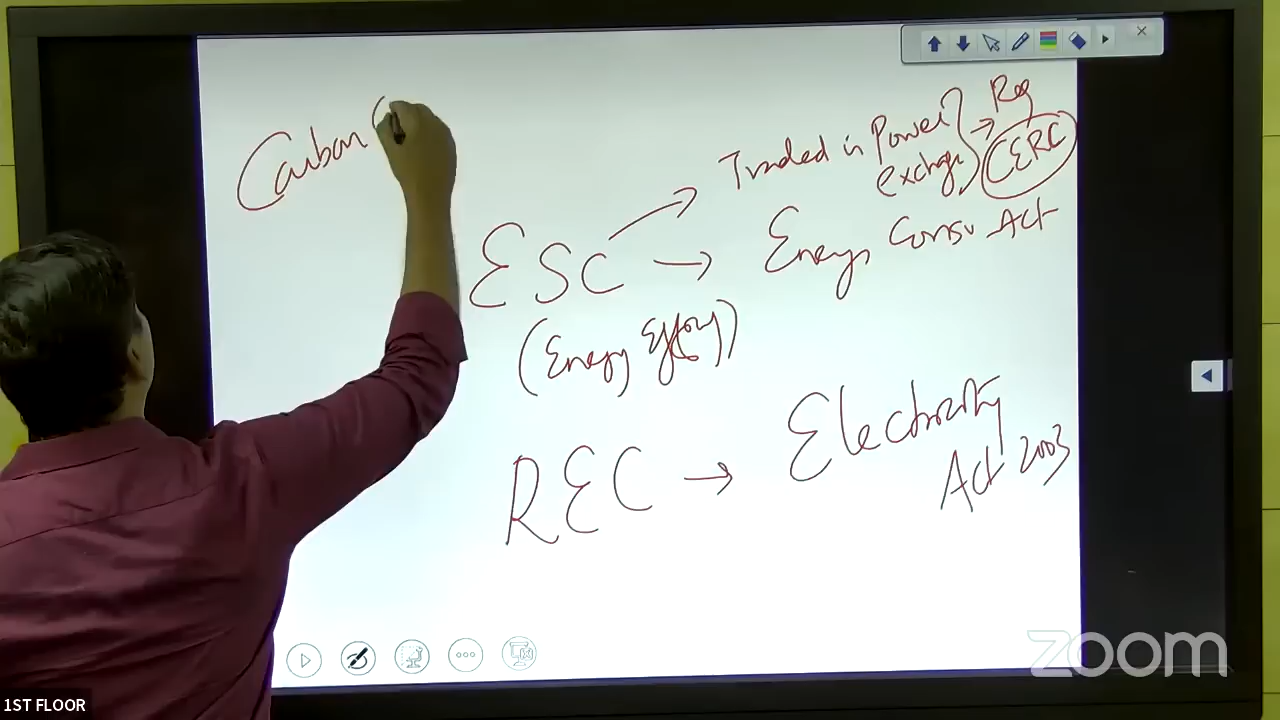 Carbon C
Reg
Traded in Power
exchge
CERC
ESC
Energy Consv Act
(Energy
REC
Electricity
Act 2003
zoom
1ST FLOOR